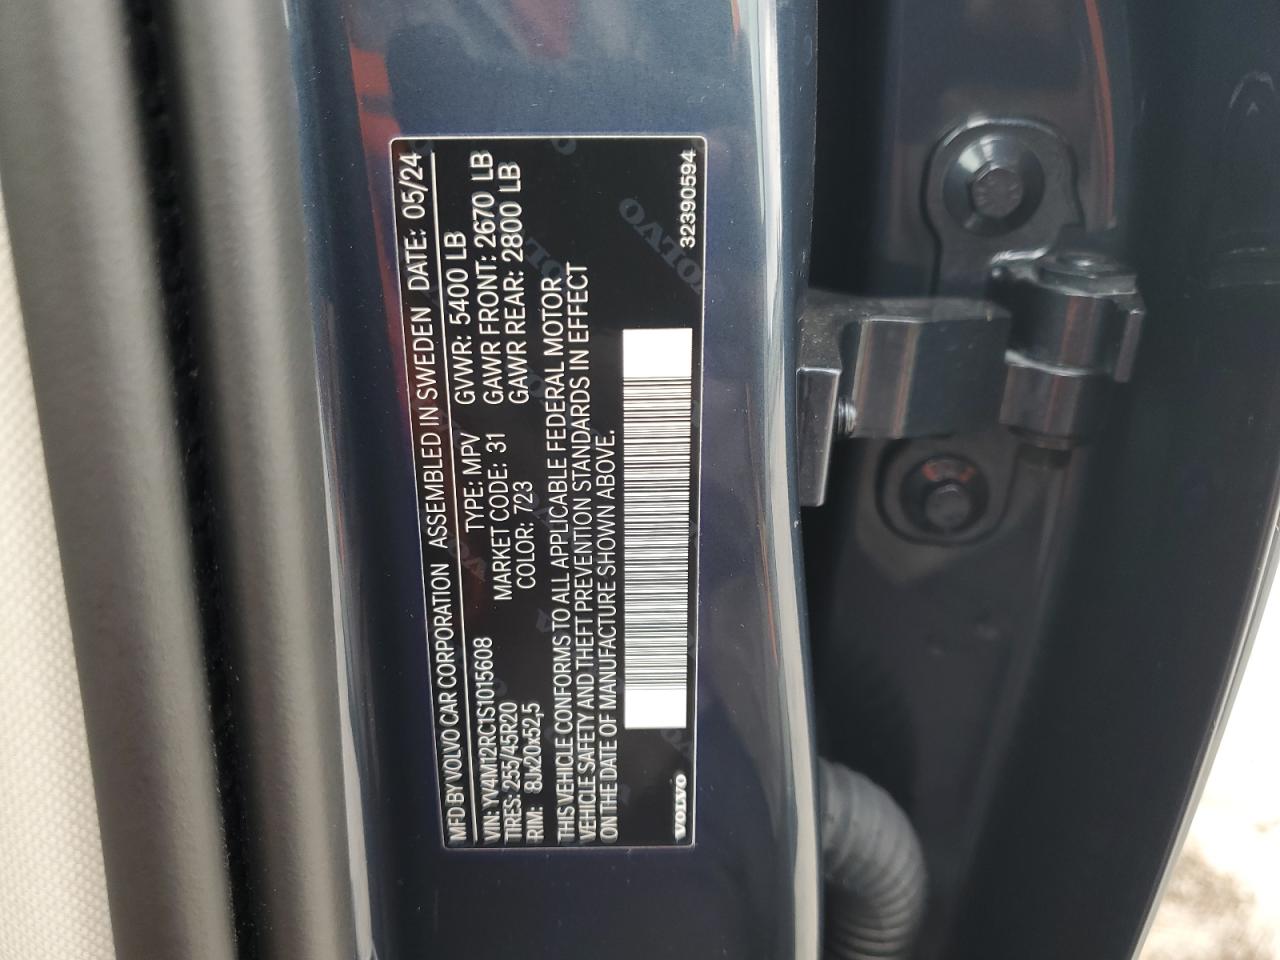 MFD BY VOLVO CAR CORPORATION ASSEMBLED IN SWEDEN DATE: 05/24
VIN: YV4M12RC1S1015608 TYPE: MPV GVWR: 5400 LB
TIRES: 255/45R20 MARKET CODE: 31 GAWR FRONT: 2670 LB
RIM: 8Jx20x52,5 COLOR: 723 GAWR REAR: 2800 LB
THIS VEHICLE CONFORMS TO ALL APPLICABLE FEDERAL MOTOR
VEHICLE SAFETY AND THEFT PREVENTION STANDARDS IN EFFECT
ON THE DATE OF MANUFACTURE SHOWN ABOVE.
VOLVO 32390594